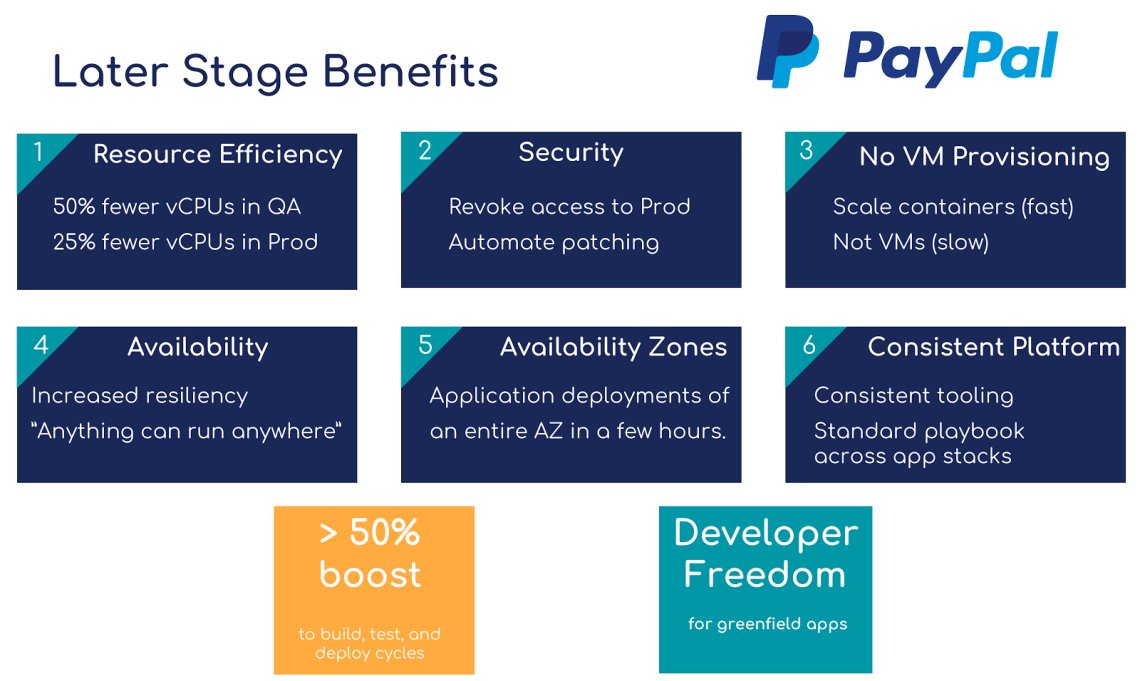 Later Stage Benefits
PayPal
1
Resource Efficiency
50% fewer vCPUs in QA
25% fewer vCPUs in Prod
2
Security
Revoke access to Prod
Automate patching
3
No VM Provisioning
Scale containers (fast)
Not VMs (slow)
4
Availability
Increased resiliency
”Anything can run anywhere”
5
Availability Zones
Application deployments of
an entire AZ in a few hours.
6
Consistent Platform
Consistent tooling
Standard playbook
across app stacks
> 50%
boost
to build, test, and
deploy cycles
Developer
Freedom
for greenfield apps